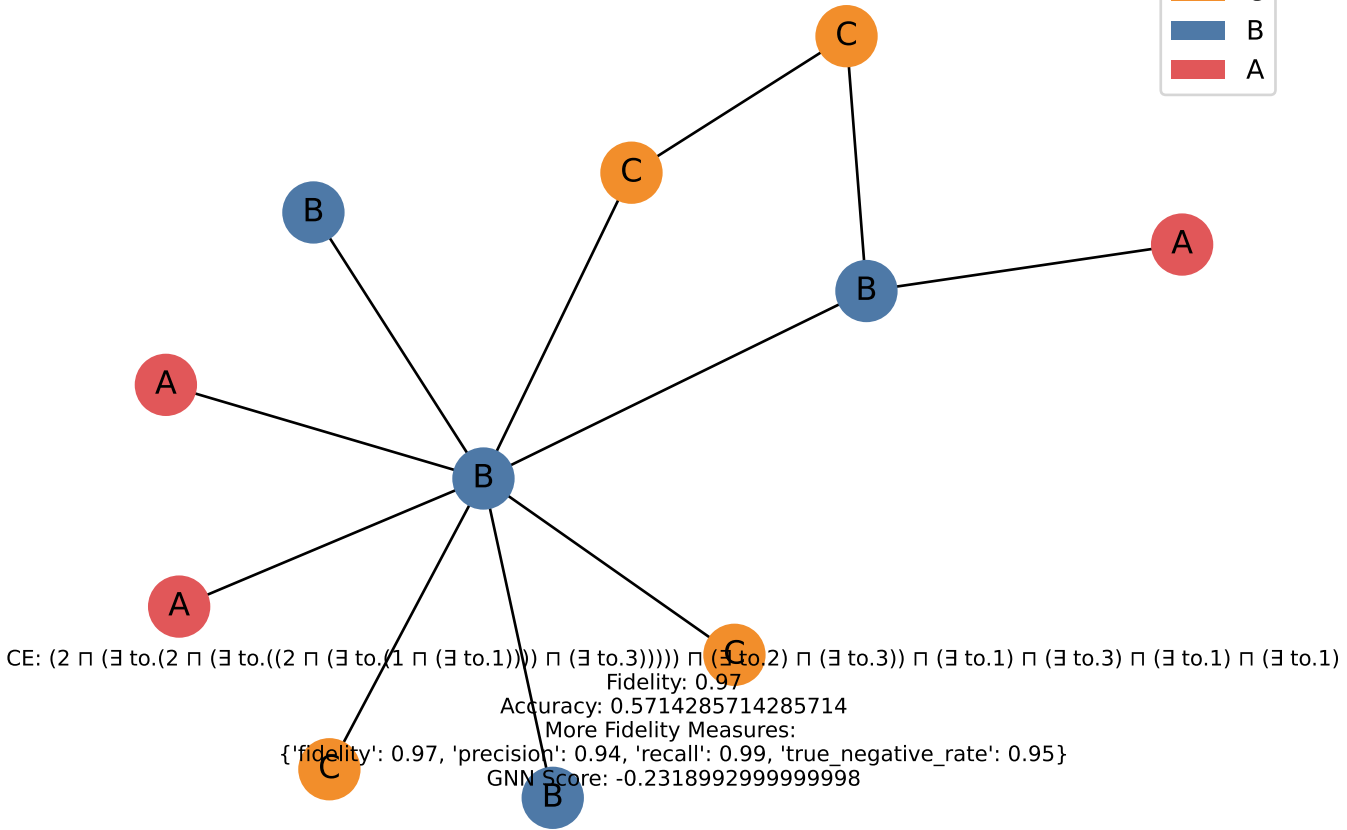 C
B
C
A
C
B
A
B
A
B
A
C
CE: (2 ⊓ (∃ to.(2 ⊓ (∃ to.((2 ⊓ (∃ to.(1 ⊓ (∃ to.1)))) ⊓ (∃ to.3))))) ⊓ (∃ to.2) ⊓ (∃ to.3)) ⊓ (∃ to.1) ⊓ (∃ to.3) ⊓ (∃ to.1) ⊓ (∃ to.1)
Fidelity: 0.97
Accuracy: 0.5714285714285714
More Fidelity Measures:
{'fidelity': 0.97, 'precision': 0.94, 'recall': 0.99, 'true_negative_rate': 0.95}
C
GNN Score: -0.2318992999999998
B